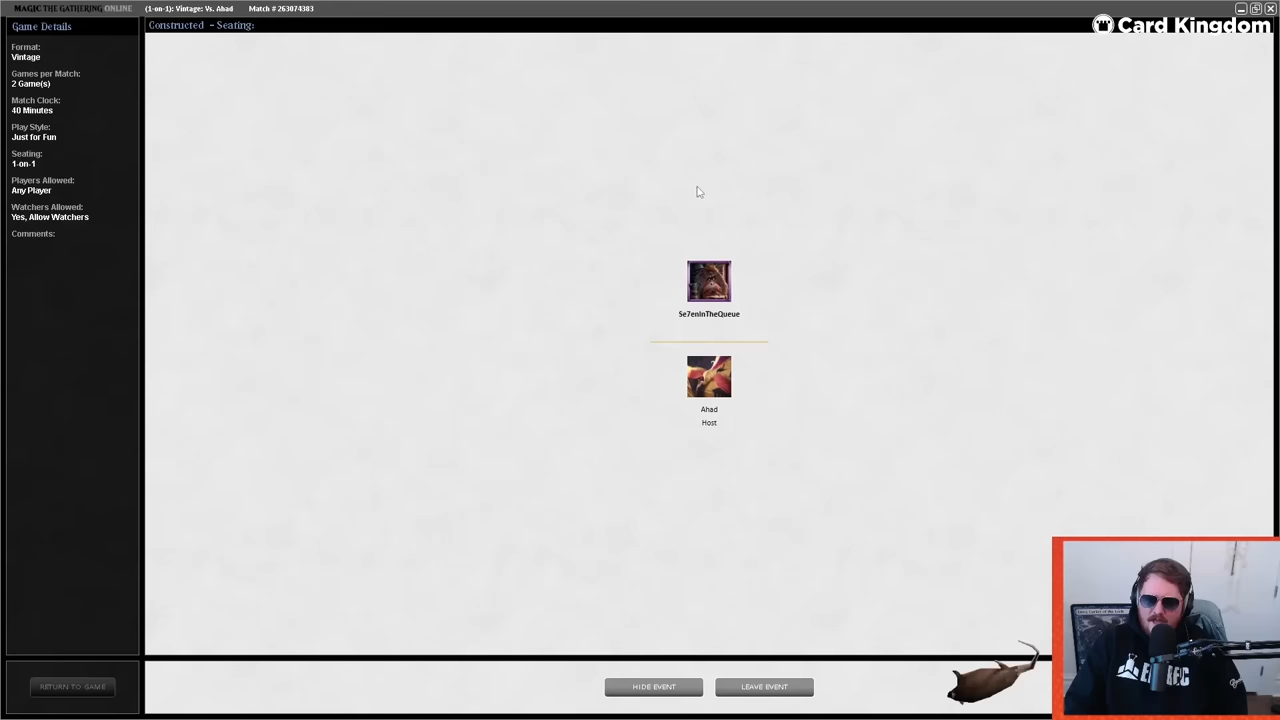 MAGIC THE GATHERING ONLINE
(1-on-1): Vintage: Vs. Ahad
Match # 263074383
Game Details
Constructed - Seating:
Card Kingdom
Format:
Vintage
Games per Match:
2 Game(s)
Match Clock:
40 Minutes
Play Style:
Just for Fun
Seating:
1-on-1
Players Allowed:
Any Player
Watchers Allowed:
Yes, Allow Watchers
Comments:
Se7enInTheQueue
Ahad
Host
RETURN TO GAME
HIDE EVENT
LEAVE EVENT